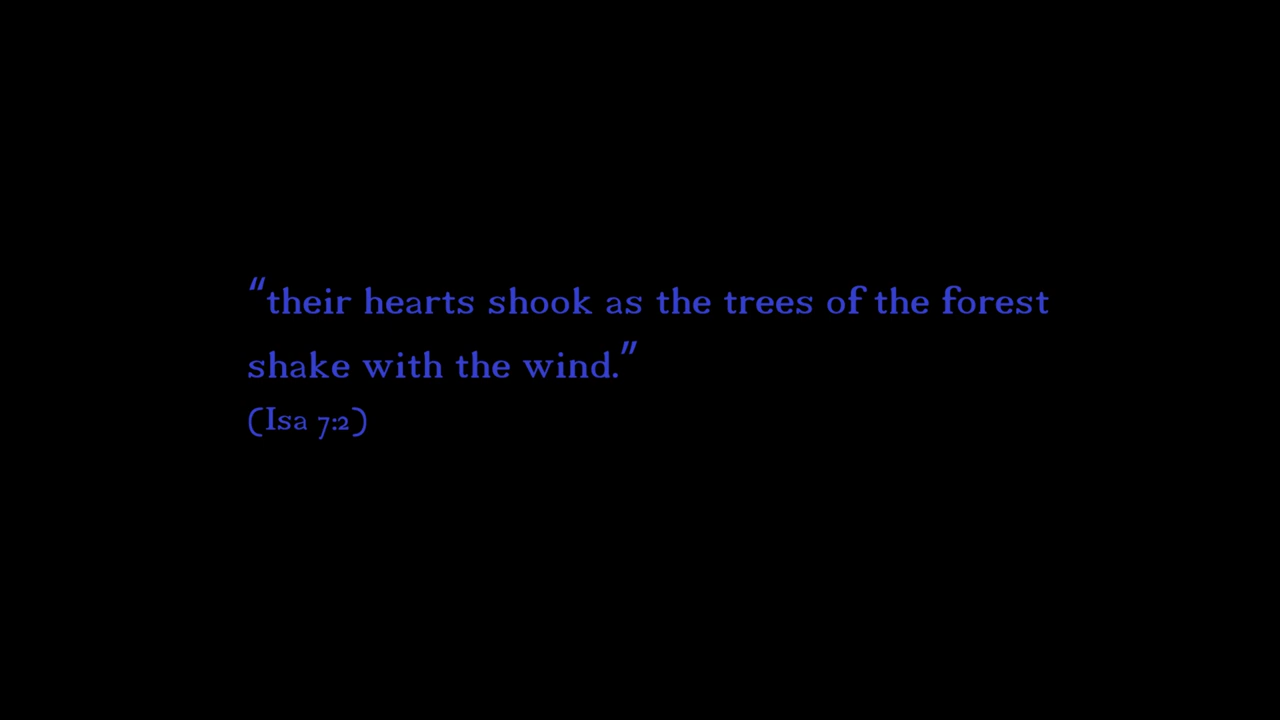 “their hearts shook as the trees of the forest
shake with the wind.”
(Isa 7:2)